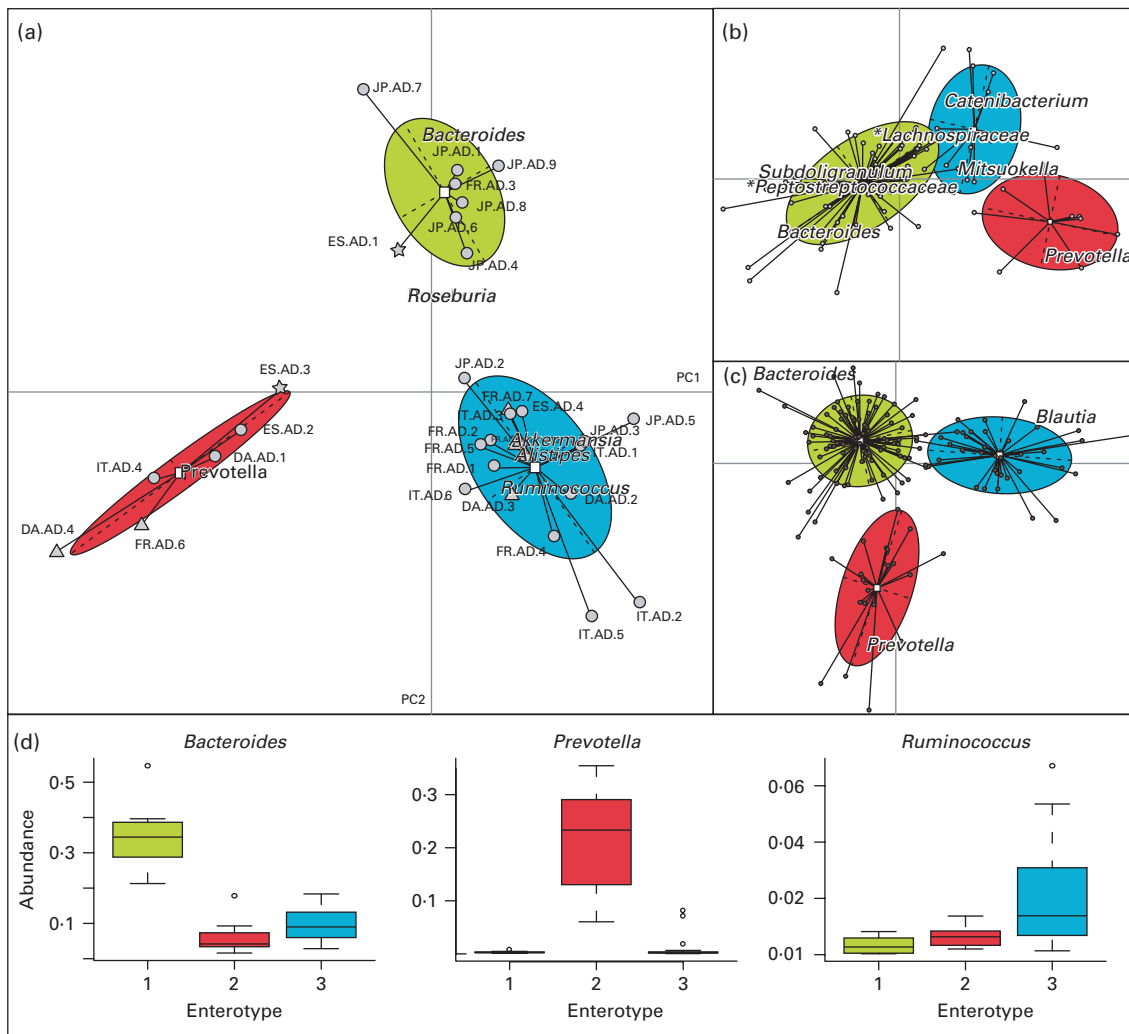 (a)
JP.AD.7
Bacteroides
JP.AD.1
JP.AD.9
FR.AD.3
JP.AD.8
JP.AD.6
ES.AD.1
JP.AD.4
Roseburia
PC1
ES.AD.3
ES.AD.2
DA.AD.1
IT.AD.4
Prevotella
DA.AD.4
FR.AD.6
JP.AD.2
FR.AD.7
ES.AD.4
JP.AD.5
FR.AD.2
Akkermansia
JP.AD.3
FR.AD.5
Alistipes
IT.AD.1
FR.AD.1
Ruminococcus
IT.AD.6
DA.AD.3
DA.AD.2
FR.AD.4
IT.AD.2
IT.AD.5
PC2
(b)
Catenibacterium
*Lachnospiraceae
Subdoligranulum
Mitsuokella
*Peptostreptococcaceae
Bacteroides
Prevotella
(c)
Bacteroides
Blautia
Prevotella
(d)
Bacteroides
Abundance
0·5
0·3
0·1
1 2 3
Enterotype
Prevotella
0·3
0·2
0·1
1 2 3
Enterotype
Ruminococcus
0·06
0·04
0·02
0·01
1 2 3
Enterotype